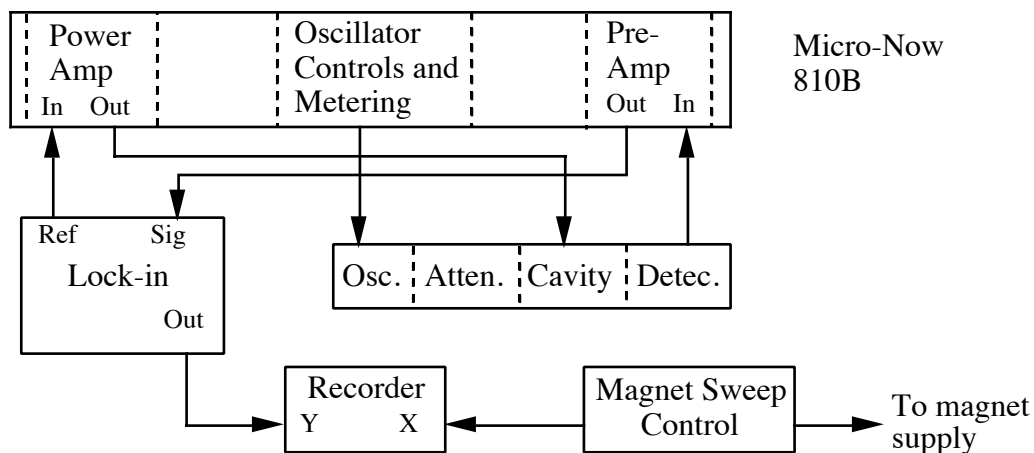 Power
Amp
In Out
Oscillator
Controls and
Metering
Pre-
Amp
Out In
Micro-Now
810B
Ref Sig
Lock-in
Out
Osc. Atten. Cavity Detec.
Recorder
Y X
Magnet Sweep
Control
To magnet
supply